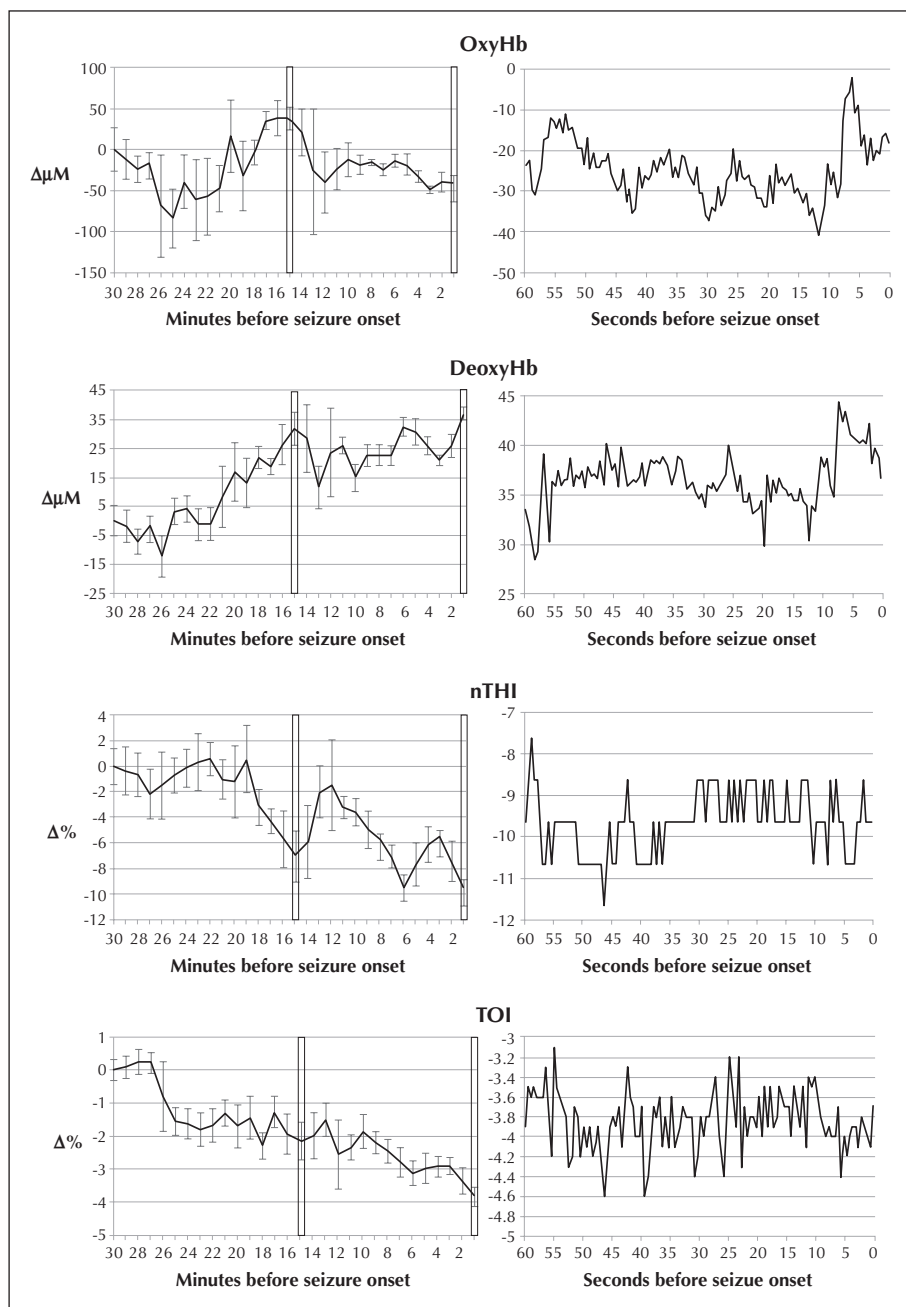 OxyHb
ΔμM
100
50
0
-50
-100
-150
30 28 26 24 22 20 18 16 14 12 10 8 6 4 2
Minutes before seizure onset
0
-10
-20
-30
-40
-50
60 55 50 45 40 35 30 25 20 15 10 5 0
Seconds before seizue onset
DeoxyHb
ΔμM
45
35
25
15
5
-5
-15
-25
30 28 26 24 22 20 18 16 14 12 10 8 6 4 2
Minutes before seizure onset
45
40
35
30
25
60 55 50 45 40 35 30 25 20 15 10 5 0
Seconds before seizue onset
nTHI
Δ%
4
2
0
-2
-4
-6
-8
-10
-12
30 28 26 24 22 20 18 16 14 12 10 8 6 4 2
Minutes before seizure onset
-7
-8
-9
-10
-11
-12
60 55 50 45 40 35 30 25 20 15 10 5 0
Seconds before seizue onset
TOI
Δ%
1
0
-1
-2
-3
-4
-5
30 28 26 24 22 20 18 16 14 12 10 8 6 4 2
Minutes before seizure onset
-3
-3.2
-3.4
-3.6
-3.8
-4
-4.2
-4.4
-4.6
-4.8
-5
60 55 50 45 40 35 30 25 20 15 10 5 0
Seconds before seizue onset